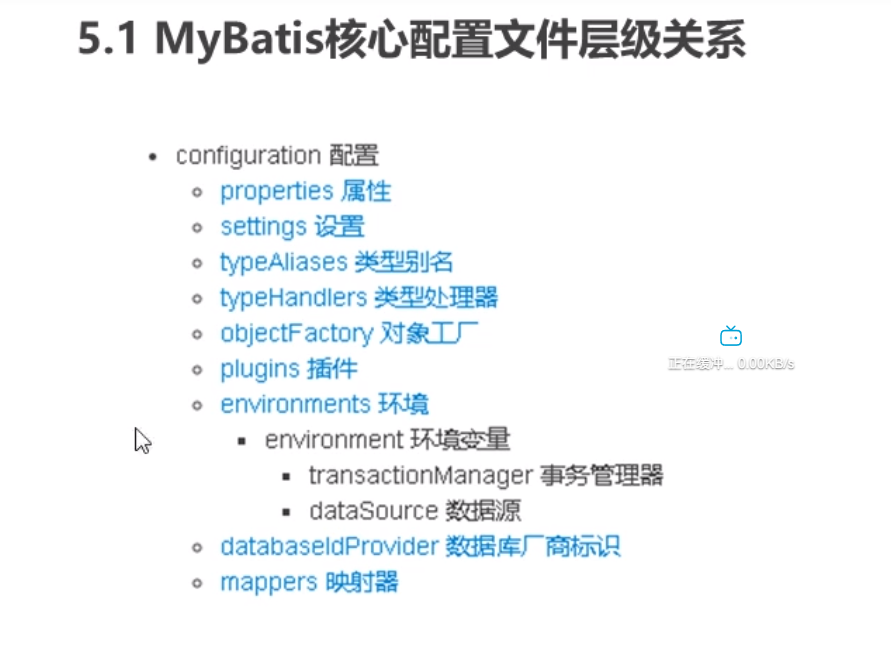 5.1 MyBatis核心配置文件层级关系
configuration 配置
properties 属性
settings 设置
typeAliases 类型别名
typeHandlers 类型处理器
objectFactory 对象工厂
plugins 插件
environments 环境
environment 环境变量
transactionManager 事务管理器
dataSource 数据源
databaseIdProvider 数据库厂商标识
mappers 映射器
正在缓冲... 0.00KB/s